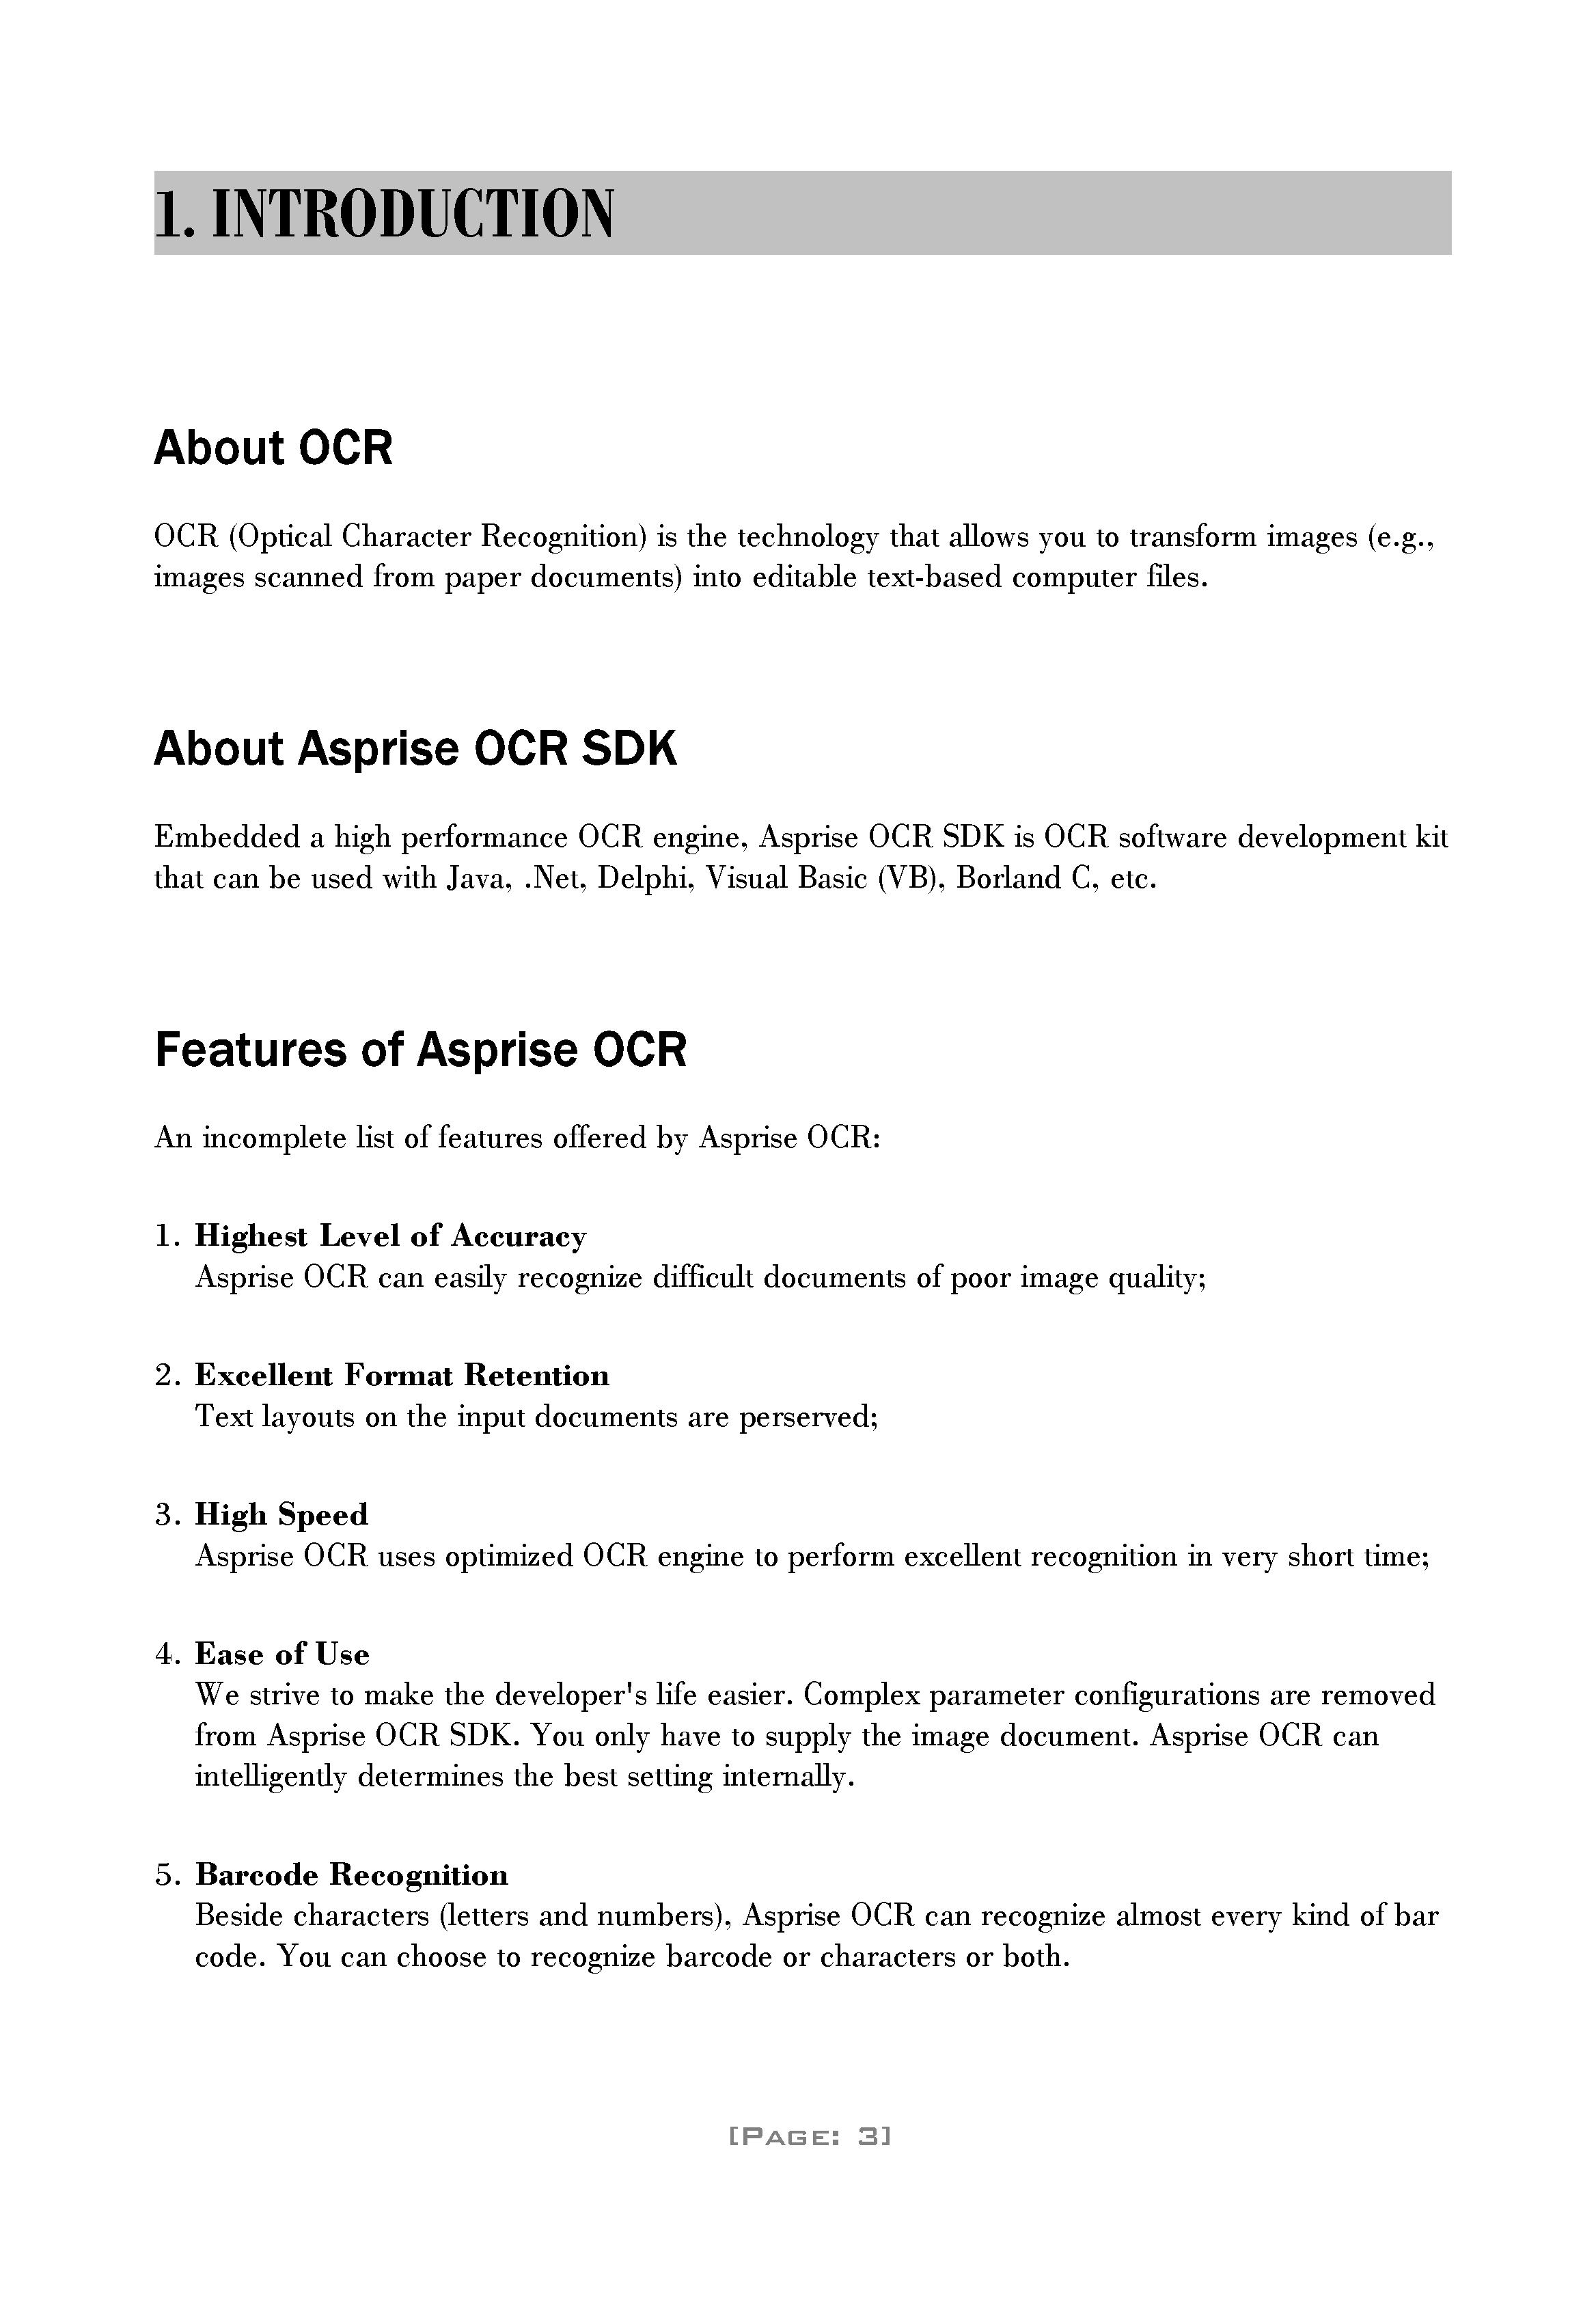 1. INTRODUCTION
About OCR
OCR (Optical Character Recognition) is the technology that allows you to transform images (e.g.,
images scanned from paper documents) into editable text-based computer files.
About Asprise OCR SDK
Embedded a high performance OCR engine, Asprise OCR SDK is OCR software development kit
that can be used with Java, .Net, Delphi, Visual Basic (VB), Borland C, etc.
Features of Asprise OCR
An incomplete list of features offered by Asprise OCR:
1. Highest Level of Accuracy
Asprise OCR can easily recognize difficult documents of poor image quality;
2. Excellent Format Retention
Text layouts on the input documents are perserved;
3. High Speed
Asprise OCR uses optimized OCR engine to perform excellent recognition in very short time;
4. Ease of Use
We strive to make the developer's life easier. Complex parameter configurations are removed
from Asprise OCR SDK. You only have to supply the image document. Asprise OCR can
intelligently determines the best setting internally.
5. Barcode Recognition
Beside characters (letters and numbers), Asprise OCR can recognize almost every kind of bar
code. You can choose to recognize barcode or characters or both.
[Page: 3]